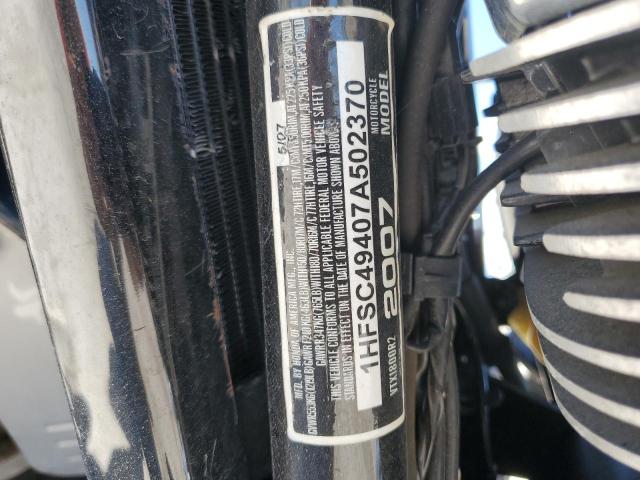 MFD. BY HONDA OF AMERICA MFG., INC. 5/07
THIS VEHICLE CONFORMS TO ALL APPLICABLE FEDERAL MOTOR VEHICLE SAFETY
STANDARDS IN EFFECT ON THE DATE OF MANUFACTURE SHOWN ABOVE.
1HFSC49407A502370
MOTORCYCLE
VTX1800R2 2007 MODEL